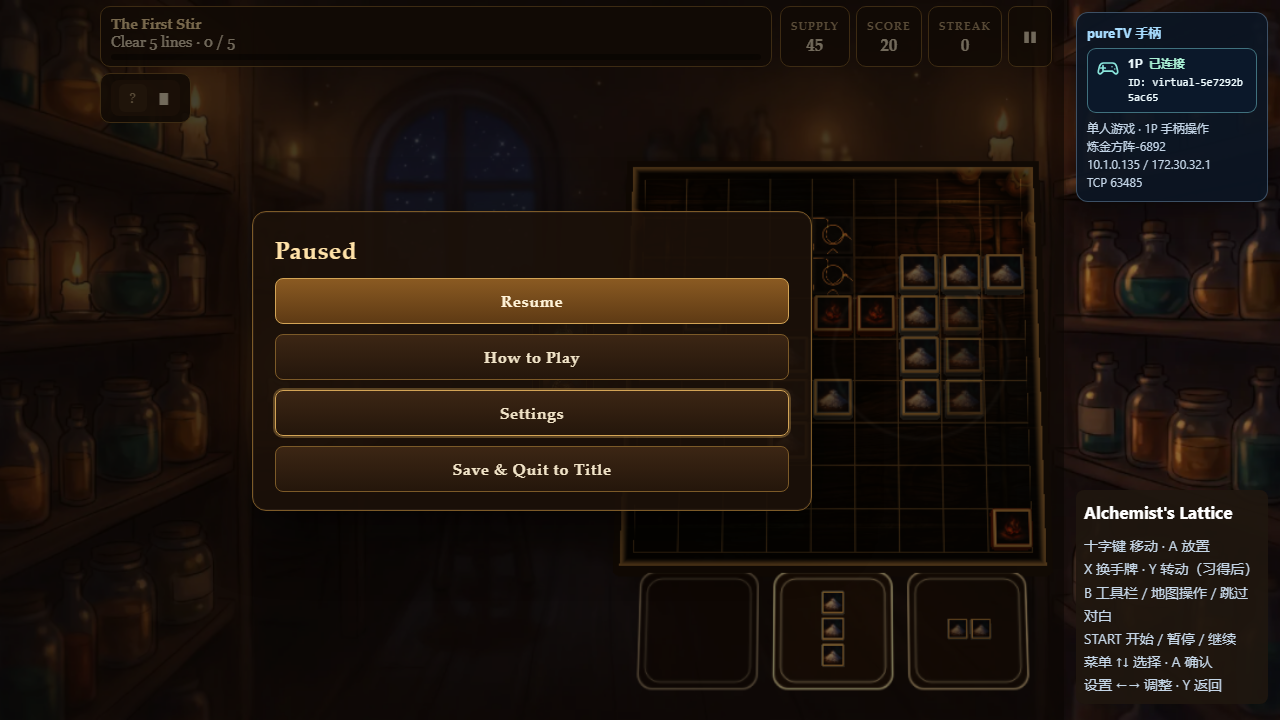 The First Stir
Clear 5 lines · 0 / 5
SUPPLY
45
SCORE
20
STREAK
0
?
Paused
Resume
How to Play
Settings
Save & Quit to Title
pureTV 手柄
1P 已连接
ID: virtual-5e7292b
5ac65
单人游戏 · 1P 手柄操作
炼金方阵-6892
10.1.0.135 / 172.30.32.1
TCP 63485
Alchemist's Lattice
十字键 移动 · A 放置
X 换手牌 · Y 转动（习得后）
B 工具栏 / 地图操作 / 跳过
对白
START 开始 / 暂停 / 继续
菜单 ↑↓ 选择 · A 确认
设置 ←→ 调整 · Y 返回